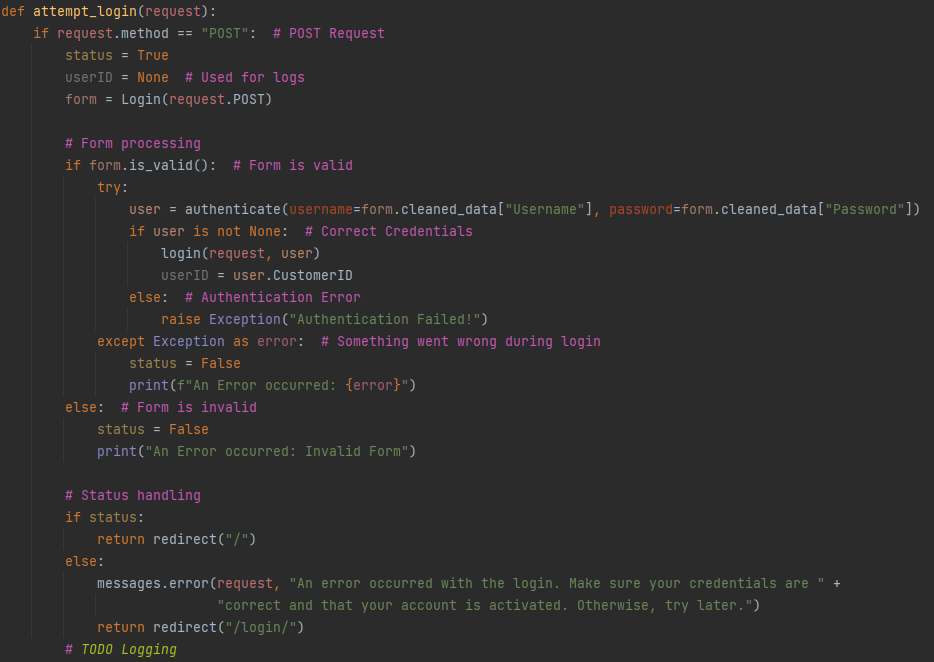 def attempt_login(request):
    if request.method == "POST":  # POST Request
        status = True
        userID = None  # Used for logs
        form = Login(request.POST)

        # Form processing
        if form.is_valid():  # Form is valid
            try:
                user = authenticate(username=form.cleaned_data["Username"], password=form.cleaned_data["Password"])
                if user is not None:  # Correct Credentials
                    login(request, user)
                    userID = user.CustomerID
                else:  # Authentication Error
                    raise Exception("Authentication Failed!")
            except Exception as error:  # Something went wrong during login
                status = False
                print(f"An Error occurred: {error}")
        else:  # Form is invalid
            status = False
            print("An Error occurred: Invalid Form")

        # Status handling
        if status:
            return redirect("/")
        else:
            messages.error(request, "An error occurred with the login. Make sure your credentials are " +
                           "correct and that your account is activated. Otherwise, try later.")
            return redirect("/login/")
        # TODO Logging